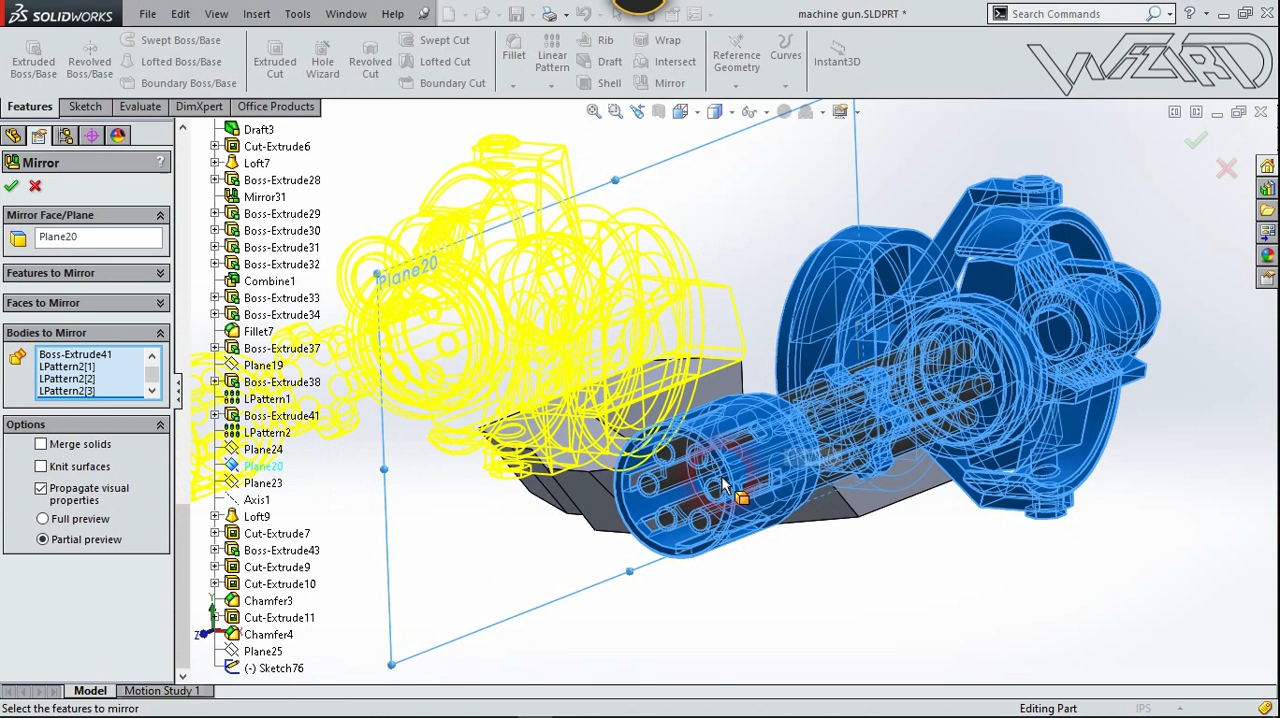 SOLIDWORKS
File Edit View Insert Tools Window Help
machine gun.SLDPRT *
Search Commands
?
Extruded Boss/Base
Revolved Boss/Base
Swept Boss/Base
Lofted Boss/Base
Boundary Boss/Base
Extruded Cut
Hole Wizard
Revolved Cut
Swept Cut
Lofted Cut
Boundary Cut
Fillet
Linear Pattern
Rib
Draft
Shell
Wrap
Intersect
Mirror
Reference Geometry
Curves
Instant3D
WIZARD
Features Sketch Evaluate DimXpert Office Products
Mirror ?
Mirror Face/Plane
Plane20
Features to Mirror
Faces to Mirror
Bodies to Mirror
Boss-Extrude41
LPattern2[1]
LPattern2[2]
LPattern2[3]
Options
Merge solids
Knit surfaces
Propagate visual
properties
Full preview
Partial preview
Draft3
Cut-Extrude6
Loft7
Boss-Extrude28
Mirror31
Boss-Extrude29
Boss-Extrude30
Boss-Extrude31
Boss-Extrude32
Combine1
Boss-Extrude33
Boss-Extrude34
Fillet7
Boss-Extrude37
Plane19
Boss-Extrude38
LPattern1
Boss-Extrude41
LPattern2
Plane24
Plane20
Plane23
Axis1
Loft9
Cut-Extrude7
Boss-Extrude43
Cut-Extrude9
Cut-Extrude10
Chamfer3
Cut-Extrude11
Chamfer4
Plane25
(-) Sketch76
Plane20
Y
Z
Model Motion Study 1
Select the features to mirror
Editing Part
IPS